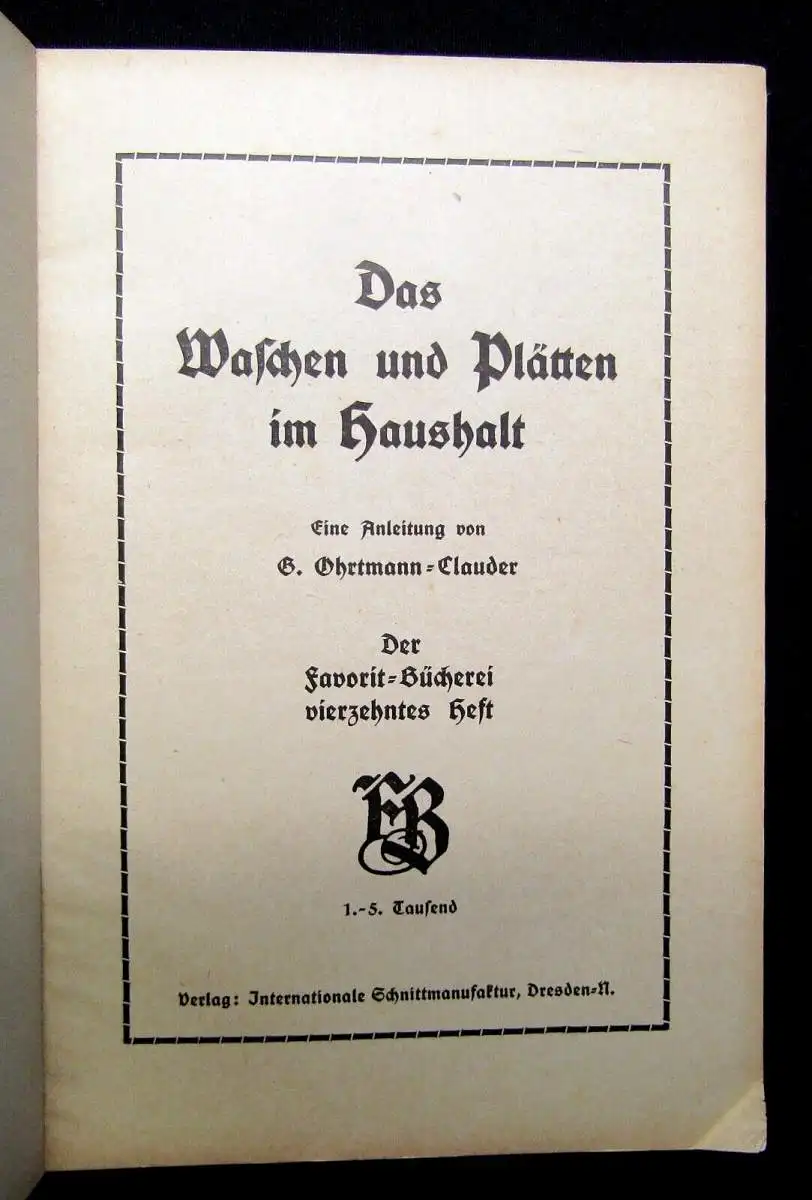 Das
Waſchen und Plätten
im Haushalt
Eine Anleitung von
G. Ohrtmann-Clauder
Der
Favorit-Bücherei
vierzehntes Heft
FB
1.-5. Tauſend
Verlag: Internationale Schnittmanufaktur, Dresden-N.